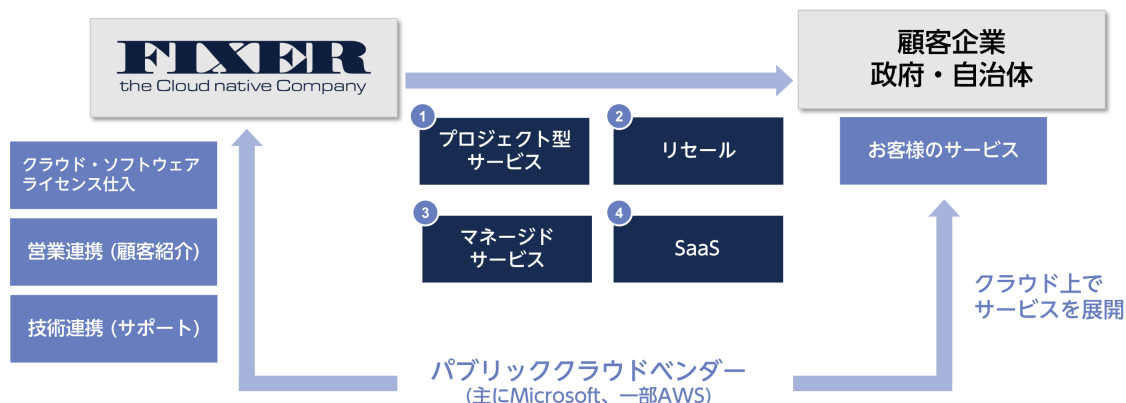 FIXER
the Cloud native Company
顧客企業
政府・自治体
1
プロジェクト型
サービス
2
リセール
お客様のサービス
クラウド・ソフトウェア
ライセンス仕入
3
マネージド
サービス
4
SaaS
営業連携 (顧客紹介)
クラウド上で
サービスを展開
技術連携 (サポート)
パブリッククラウドベンダー
(主にMicrosoft、一部AWS)